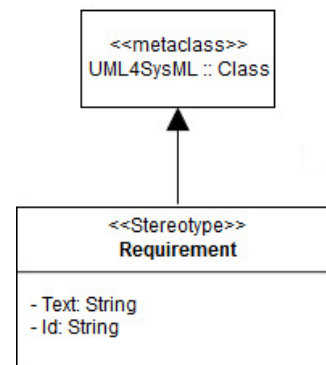 <<metaclass>>
UML4SysML :: Class
<<Stereotype>>
Requirement
- Text: String
- Id: String